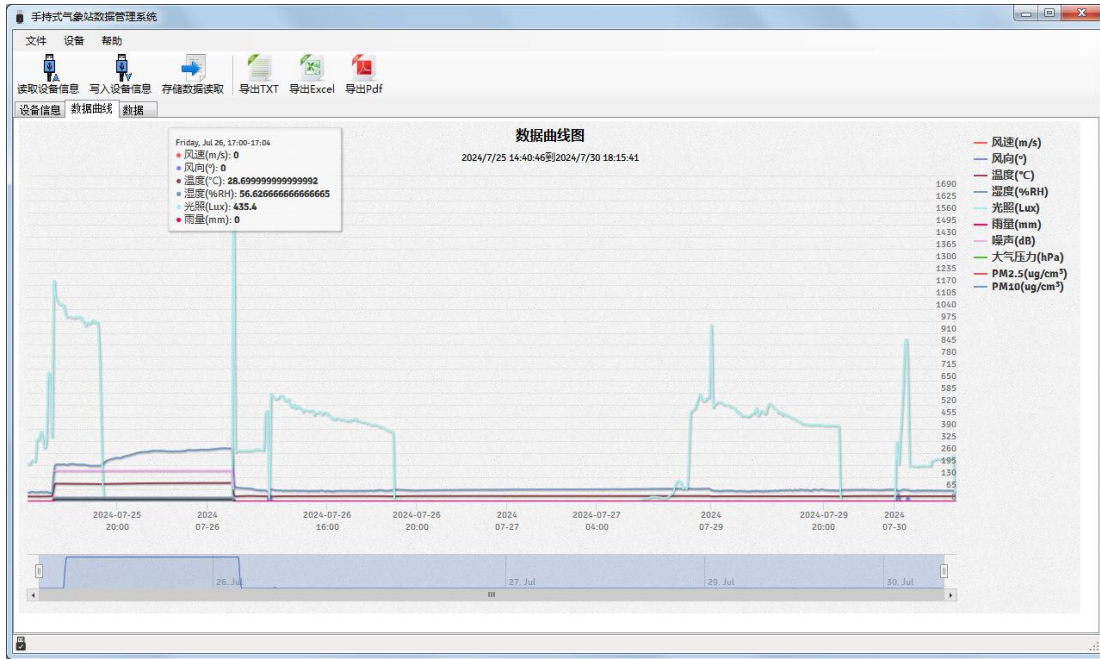 手持式气象站数据管理系统
文件 设备 帮助
读取设备信息 写入设备信息 存储数据读取 导出TXT 导出Excel 导出Pdf
设备信息 数据曲线 数据
数据曲线图
2024/7/25 14:40:46到2024/7/30 18:15:41
Friday, Jul 26, 17:00-17:04
风速(m/s): 0
风向(°): 0
温度(°C): 28.699999999999992
湿度(%RH): 56.626666666666665
光照(Lux): 435.4
雨量(mm): 0
风速(m/s)
风向(°)
温度(°C)
湿度(%RH)
光照(Lux)
雨量(mm)
噪声(dB)
大气压力(hPa)
PM2.5(ug/cm³)
PM10(ug/cm³)
1690
1625
1560
1495
1430
1365
1300
1235
1170
1105
1040
975
910
845
780
715
650
585
520
455
390
325
260
195
130
65
0
2024-07-25 2024 2024-07-26 2024-07-26 2024 2024-07-27 2024 2024-07-29 2024
20:00 07-26 16:00 20:00 07-27 04:00 07-29 20:00 07-30
26. Jul 27. Jul 29. Jul 30. Jul